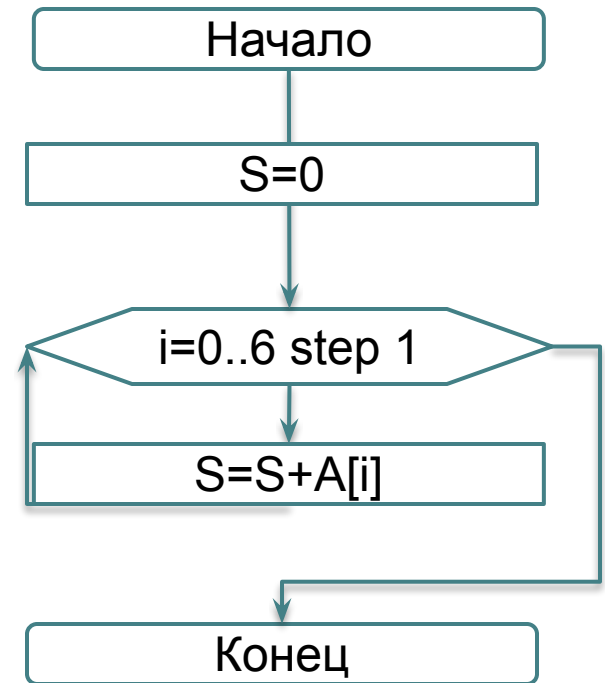 Начало
S=0
i=0..6 step 1
S=S+A[i]
Конец